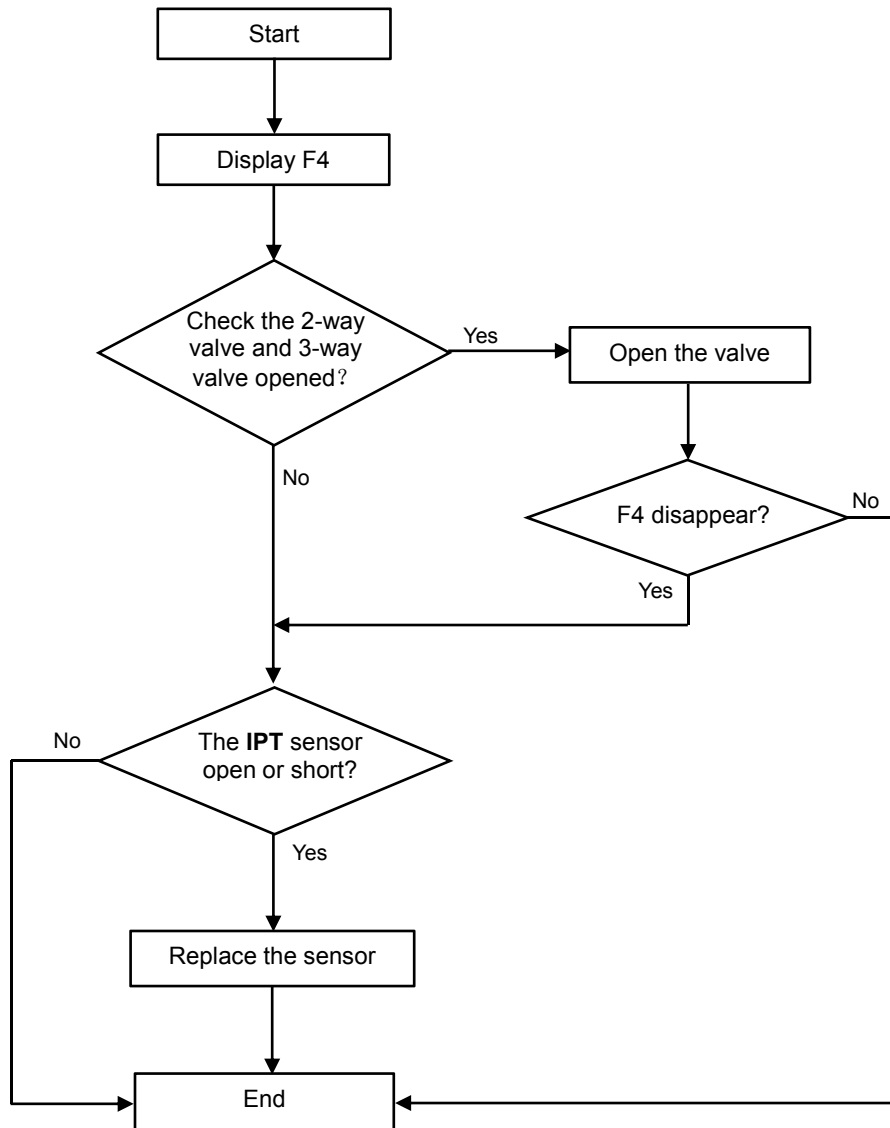 Start
Display F4
Check the 2-way
valve and 3-way
valve opened？
Yes
Open the valve
No
F4 disappear?
No
Yes
No
The IPT sensor
open or short?
Yes
Replace the sensor
End